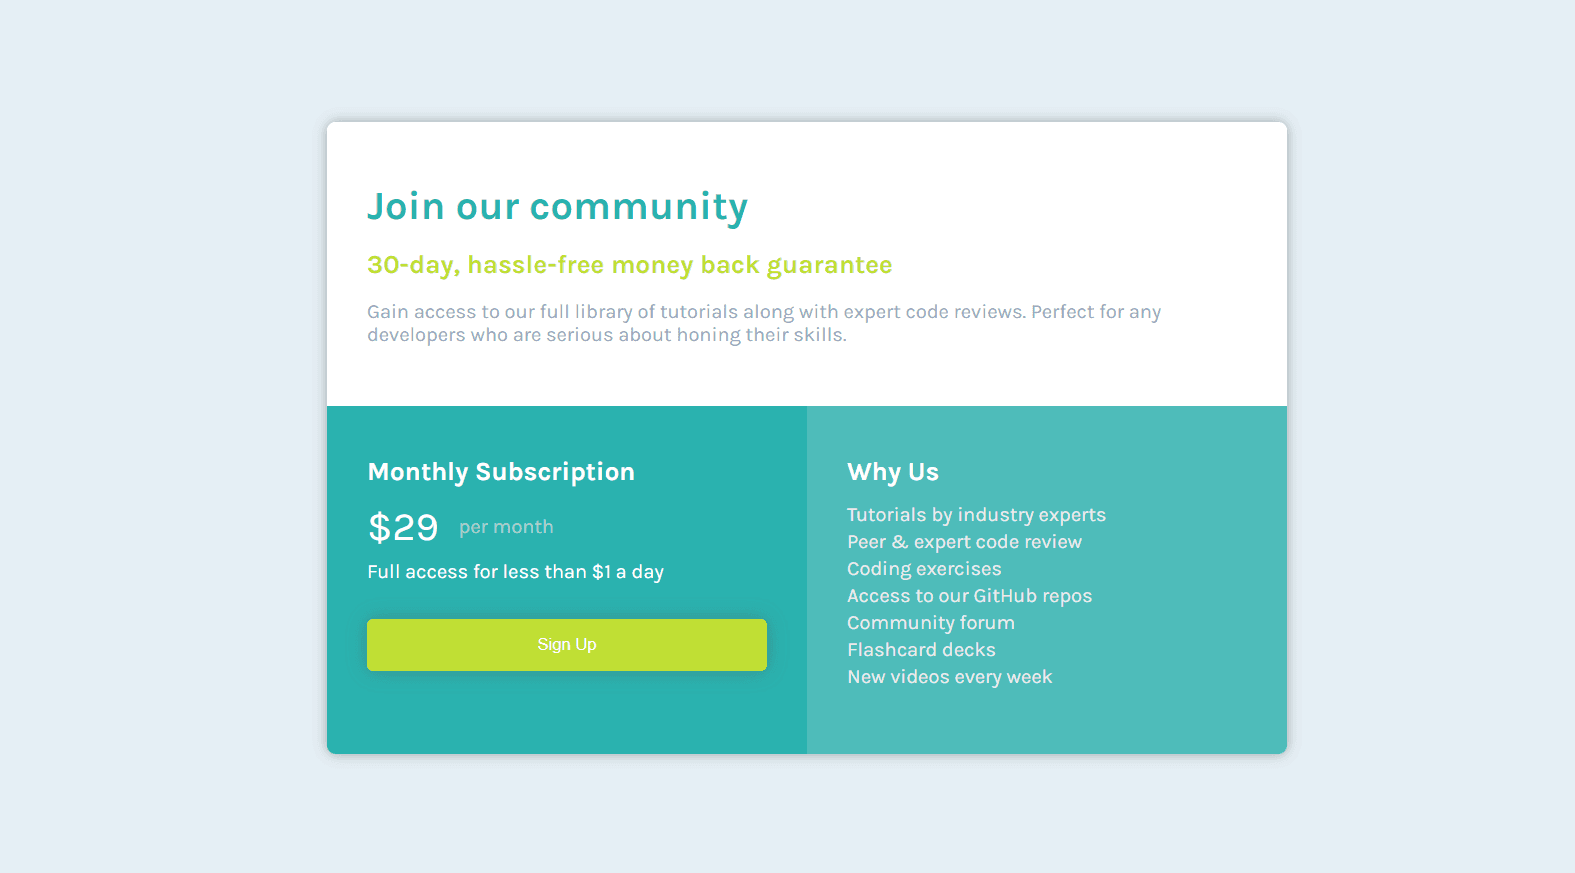 Join our community
30-day, hassle-free money back guarantee
Gain access to our full library of tutorials along with expert code reviews. Perfect for any
developers who are serious about honing their skills.
Monthly Subscription
$29 per month
Full access for less than $1 a day
Sign Up
Why Us
Tutorials by industry experts
Peer & expert code review
Coding exercises
Access to our GitHub repos
Community forum
Flashcard decks
New videos every week